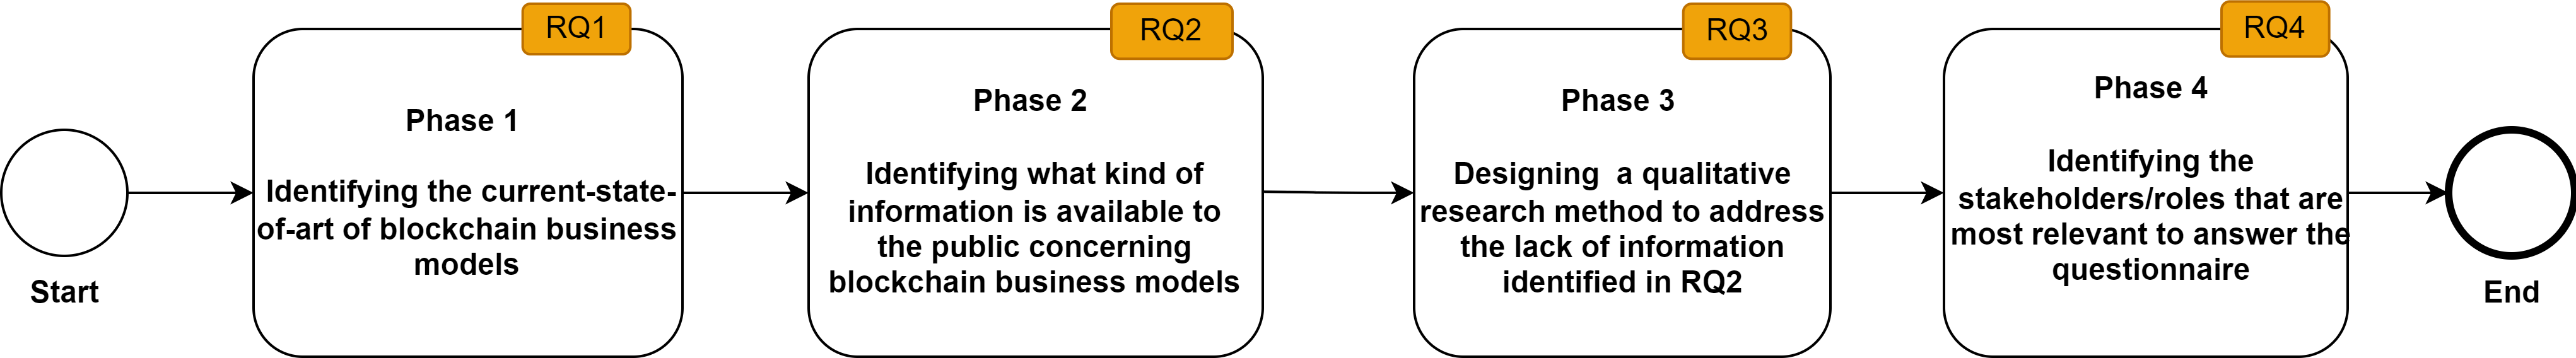 Start
RQ1
Phase 1
Identifying the current-state-
of-art of blockchain business
models
RQ2
Phase 2
Identifying what kind of
information is available to
the public concerning
blockchain business models
RQ3
Phase 3
Designing  a qualitative
research method to address
the lack of information
identified in RQ2
RQ4
Phase 4
Identifying the
stakeholders/roles that are
most relevant to answer the
questionnaire
End